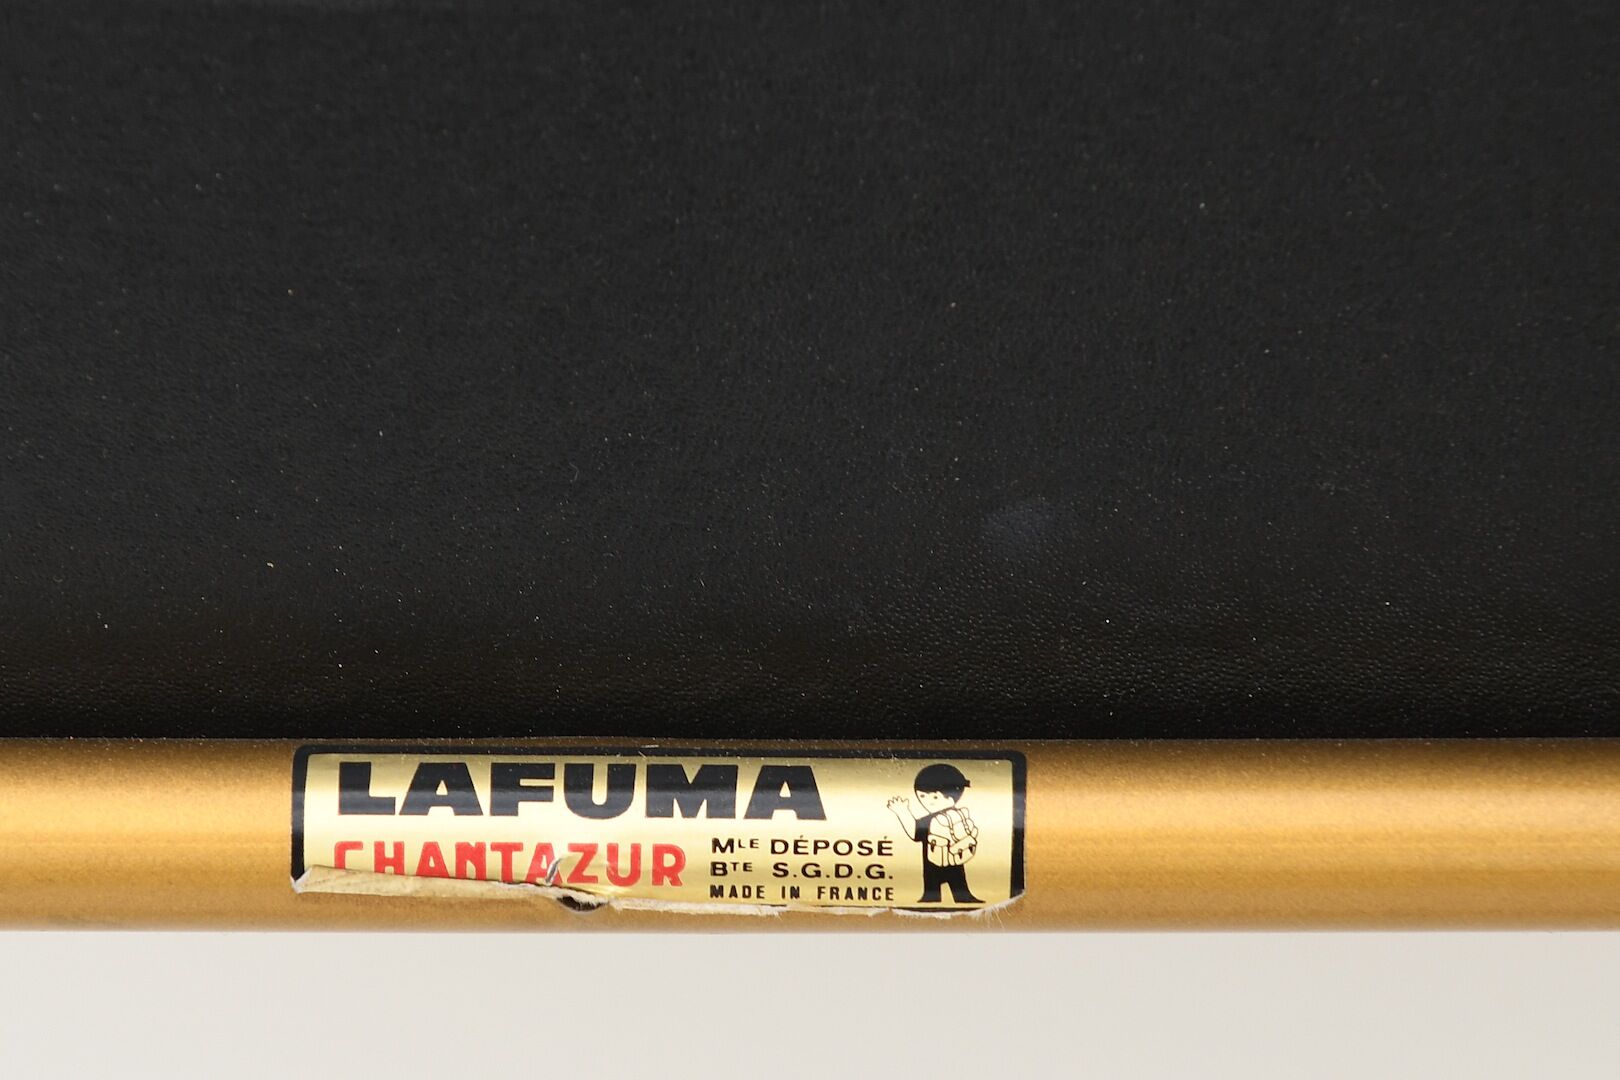 LAFUMA
CHANTAZUR
MLE DÉPOSÉ
BTE S.G.D.G.
MADE IN FRANCE